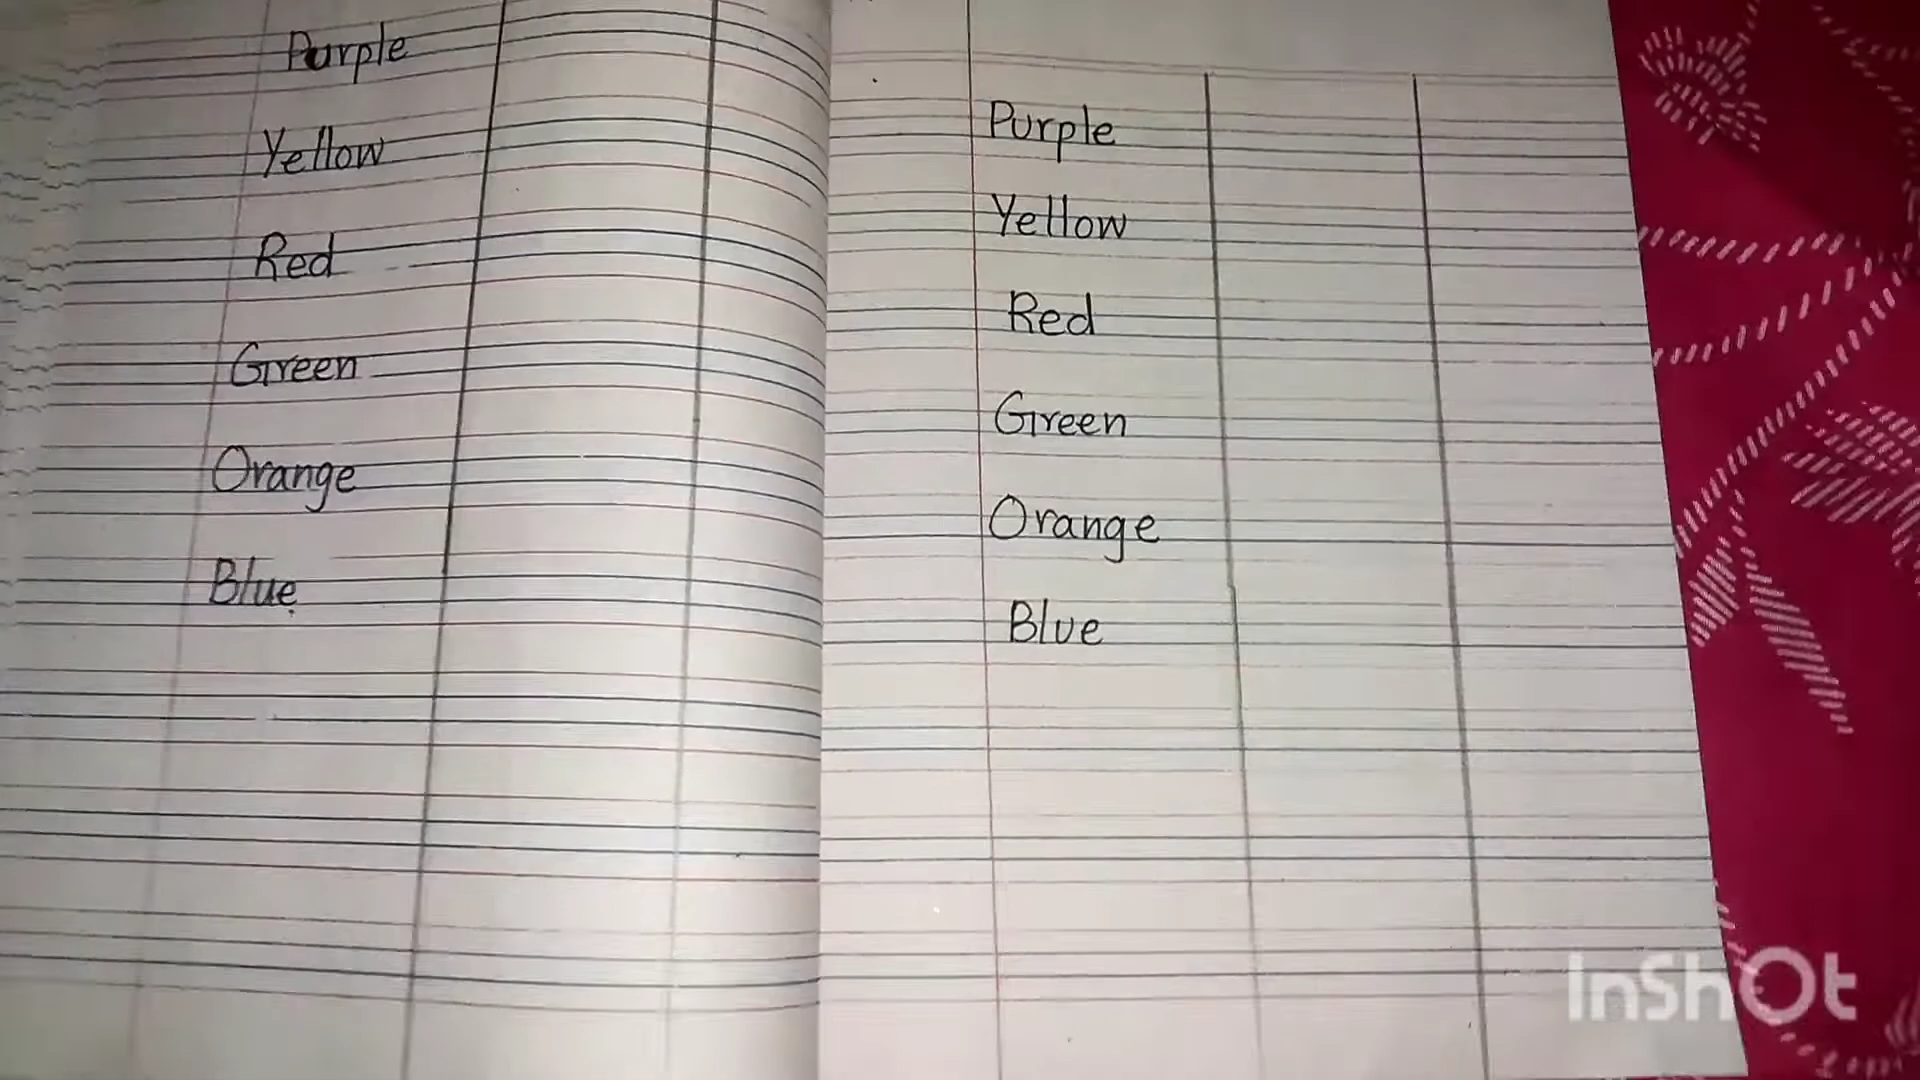 Purple
Yellow
Red
Green
Orange
Blue
Purple
Yellow
Red
Green
Orange
Blue
InShOt